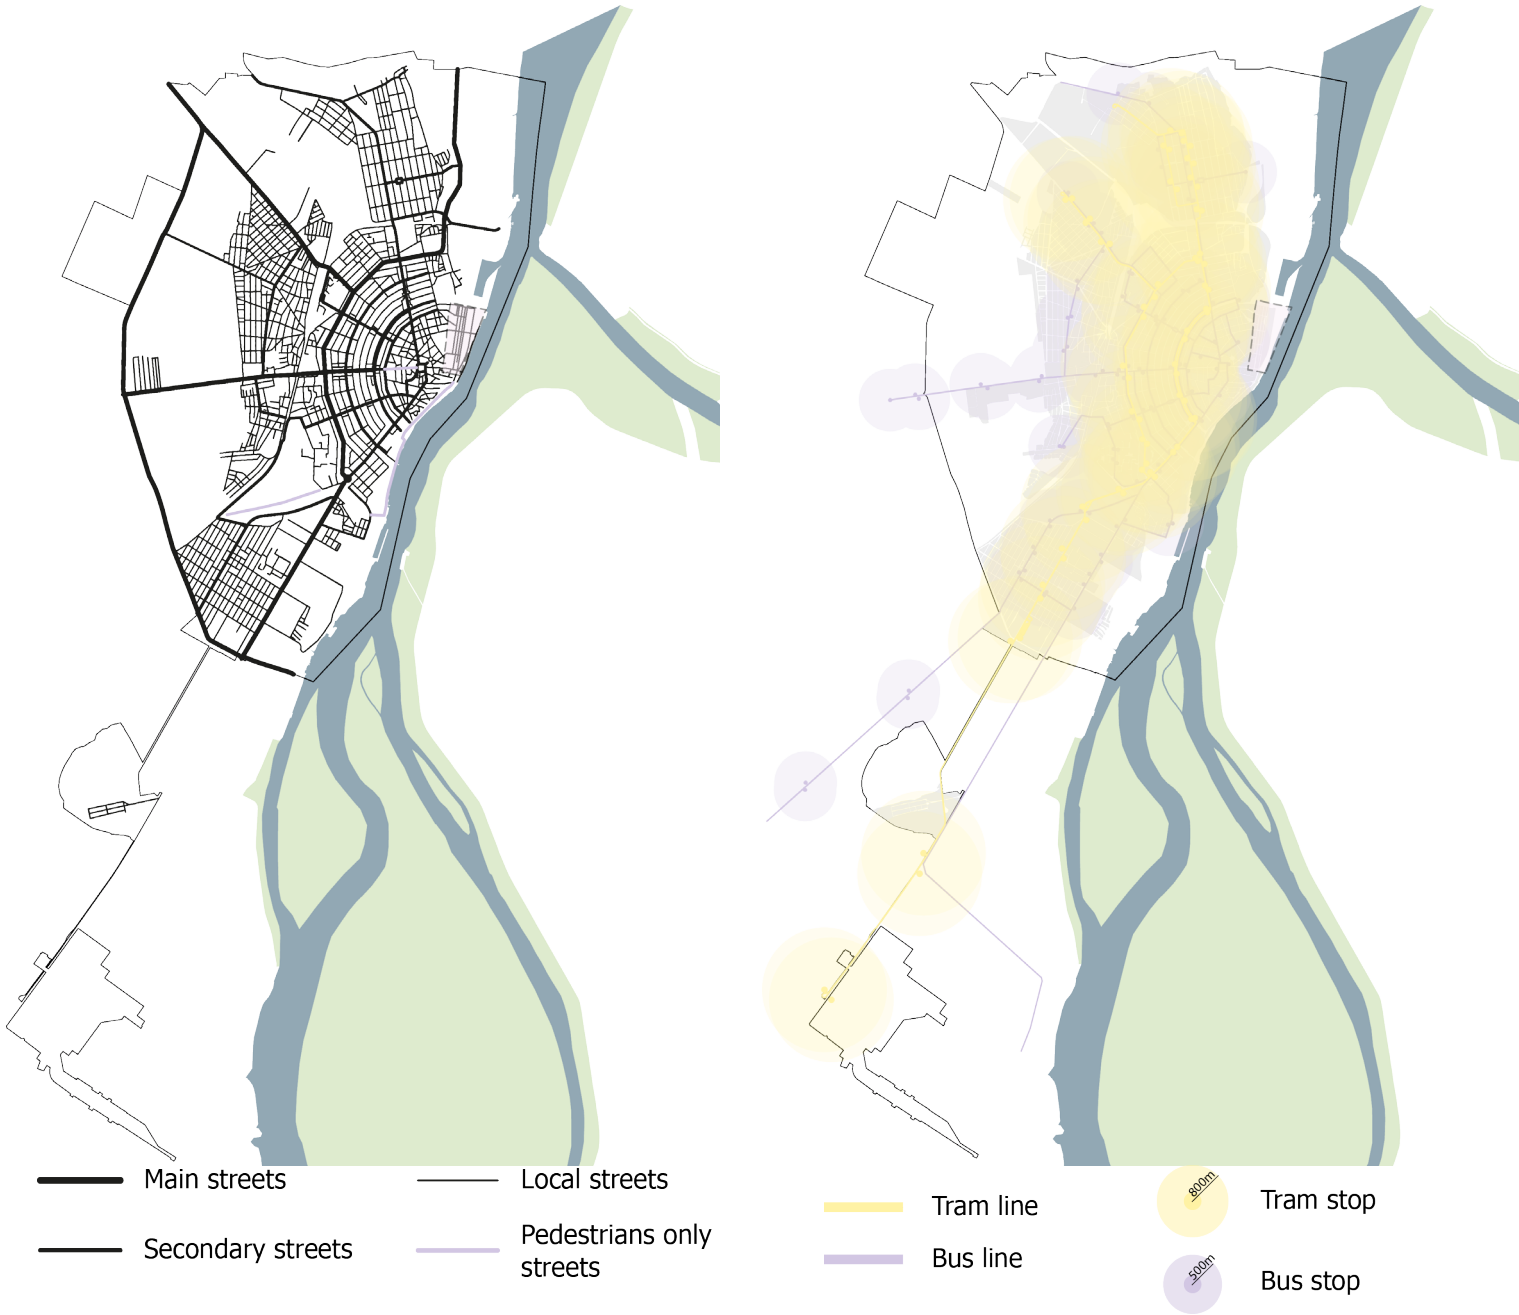 Main streets
Local streets
Secondary streets
Pedestrians only
streets
Tram line
Bus line
800m
Tram stop
500m
Bus stop